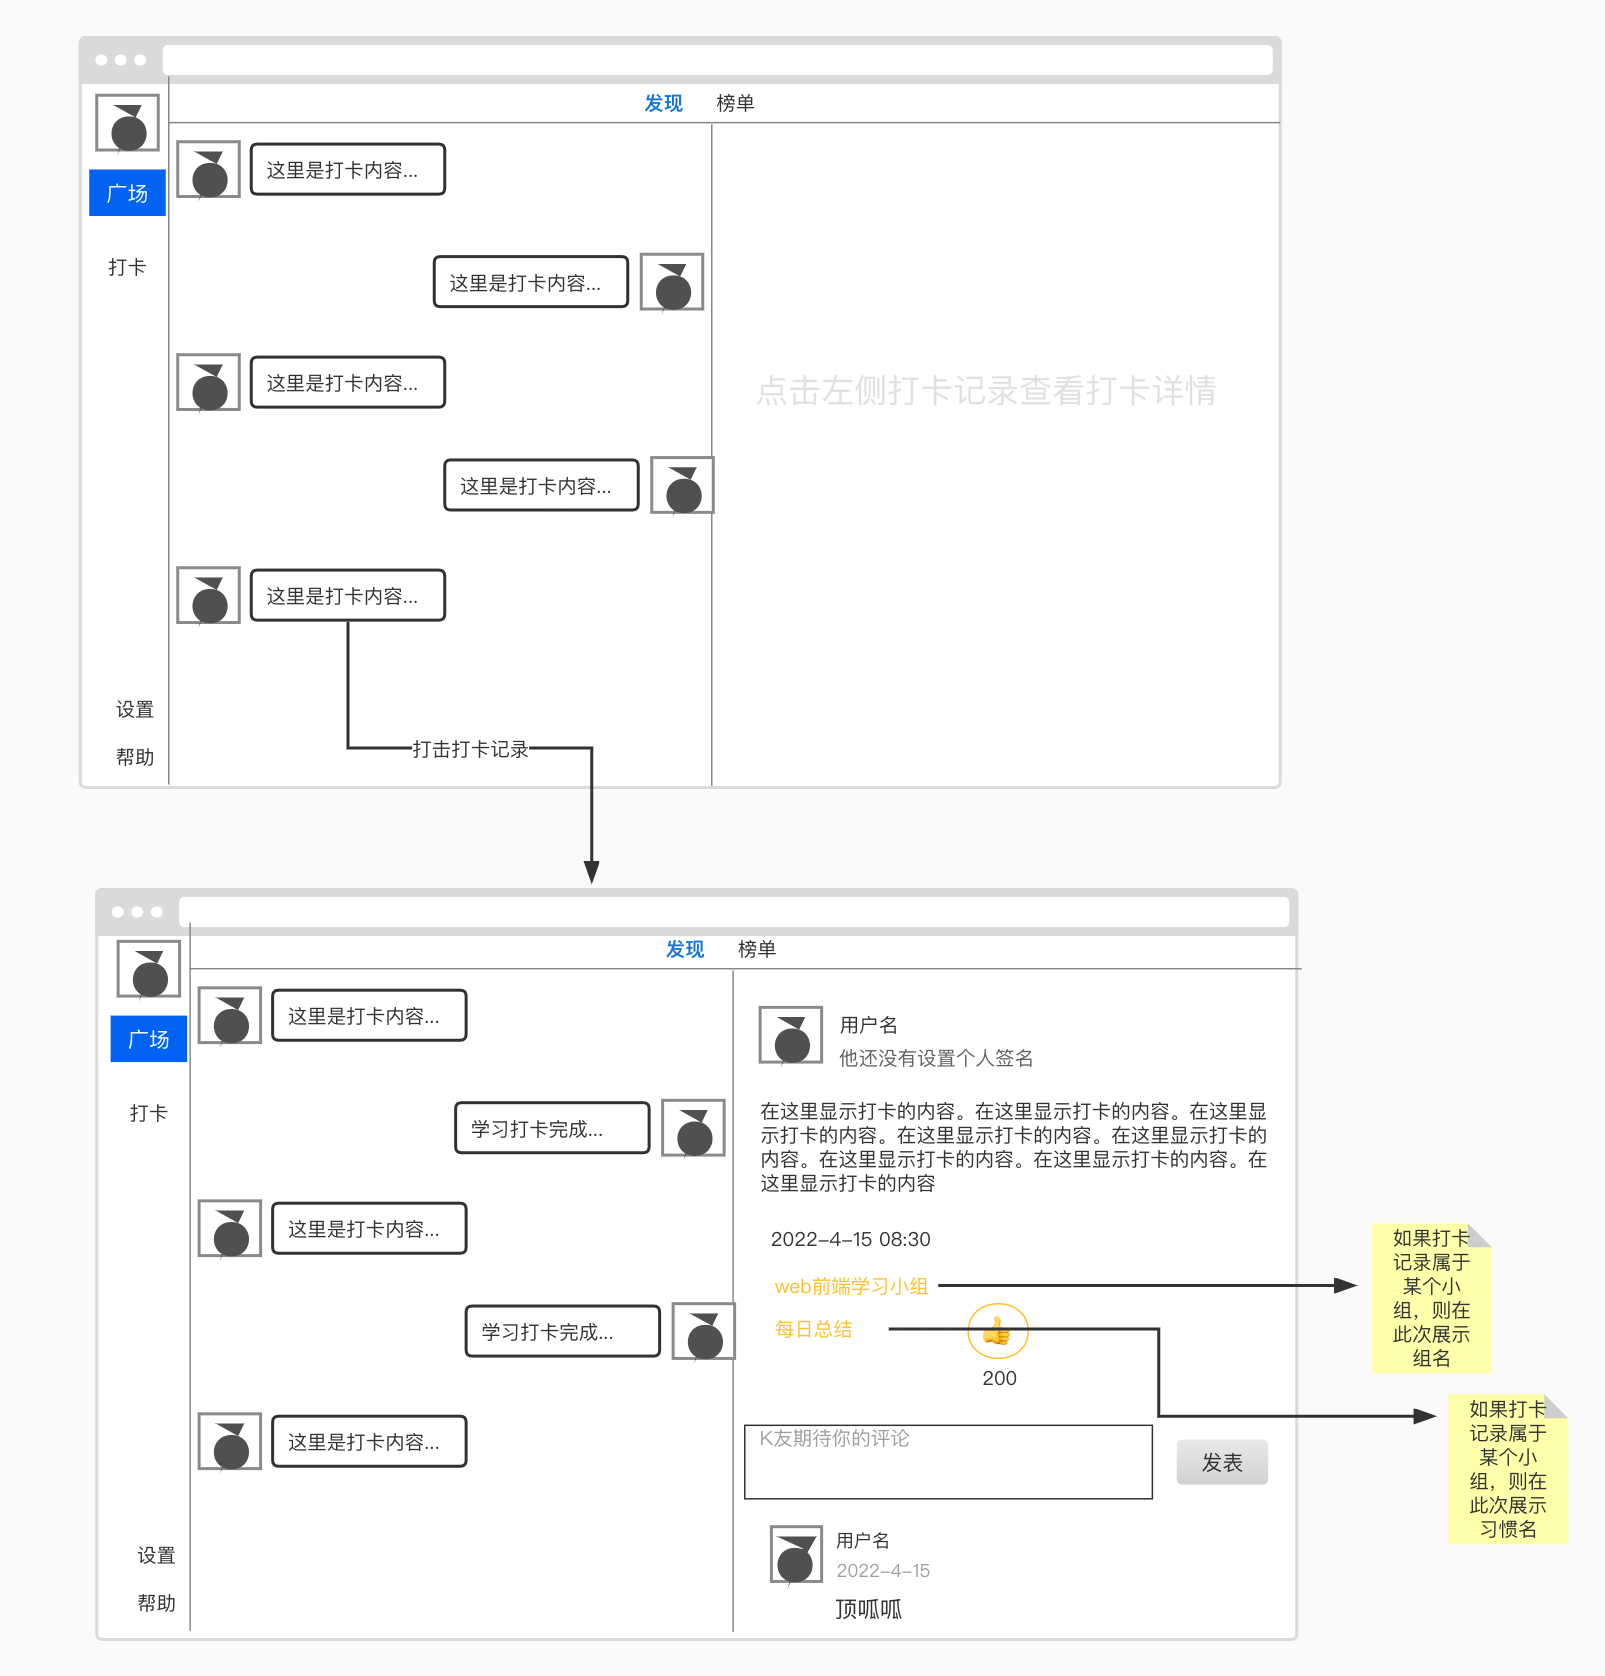 发现 榜单
广场
打卡
设置
帮助
这里是打卡内容...
这里是打卡内容...
这里是打卡内容...
这里是打卡内容...
这里是打卡内容...
点击左侧打卡记录查看打卡详情
打击打卡记录
发现 榜单
广场
打卡
设置
帮助
这里是打卡内容...
学习打卡完成...
这里是打卡内容...
学习打卡完成...
这里是打卡内容...
用户名
他还没有设置个人签名
在这里显示打卡的内容。在这里显示打卡的内容。在这里显
示打卡的内容。在这里显示打卡的内容。在这里显示打卡的
内容。在这里显示打卡的内容。在这里显示打卡的内容。在
这里显示打卡的内容
2022-4-15 08:30
web前端学习小组
每日总结
👍
200
K友期待你的评论
发表
用户名
2022-4-15
顶呱呱
如果打卡
记录属于
某个小
组，则在
此次展示
组名
如果打卡
记录属于
某个小
组，则在
此次展示
习惯名